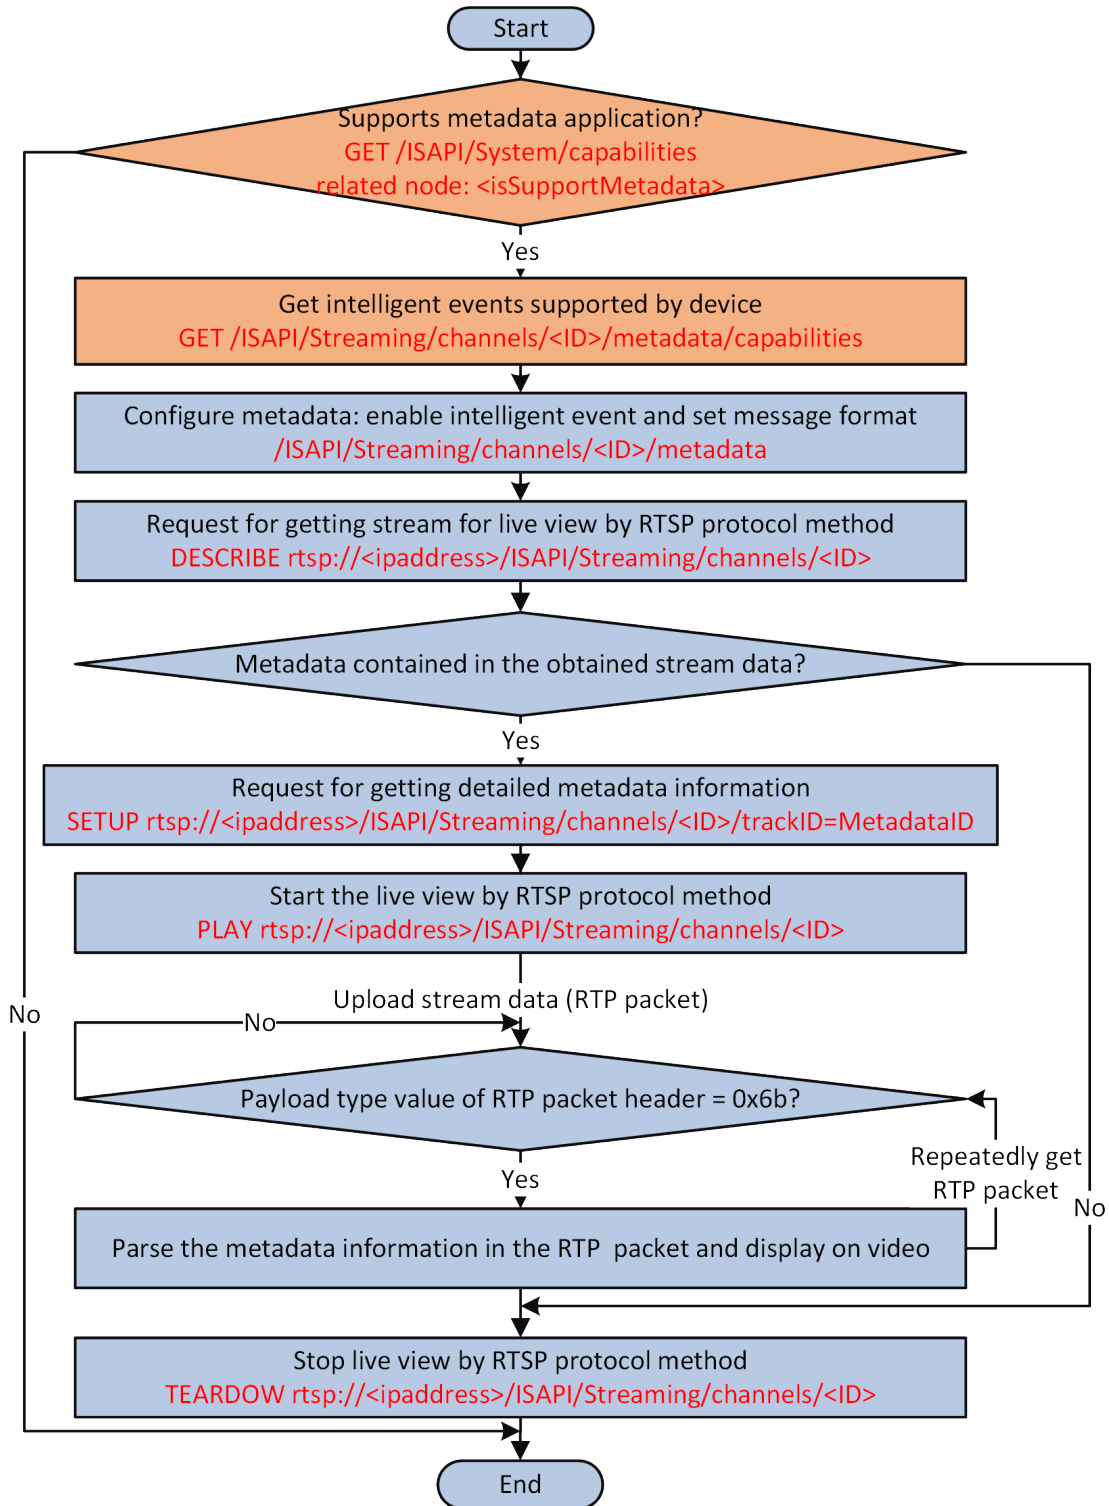 Start
Supports metadata application?
GET /ISAPI/System/capabilities
related node: <isSupportMetadata>
Yes
Get intelligent events supported by device
GET /ISAPI/Streaming/channels/<ID>/metadata/capabilities
Configure metadata: enable intelligent event and set message format
/ISAPI/Streaming/channels/<ID>/metadata
Request for getting stream for live view by RTSP protocol method
DESCRIBE rtsp://<ipaddress>/ISAPI/Streaming/channels/<ID>
Metadata contained in the obtained stream data?
Yes
Request for getting detailed metadata information
SETUP rtsp://<ipaddress>/ISAPI/Streaming/channels/<ID>/trackID=MetadataID
Start the live view by RTSP protocol method
PLAY rtsp://<ipaddress>/ISAPI/Streaming/channels/<ID>
Upload stream data (RTP packet)
No
No
Payload type value of RTP packet header = 0x6b?
Repeatedly get
RTP packet
Yes
No
Parse the metadata information in the RTP packet and display on video
Stop live view by RTSP protocol method
TEARDOW rtsp://<ipaddress>/ISAPI/Streaming/channels/<ID>
End